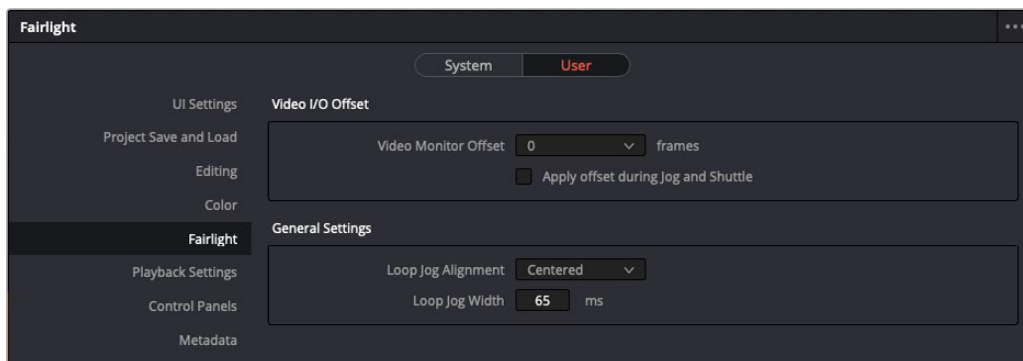 Fairlight
System User
UI Settings
Project Save and Load
Editing
Color
Fairlight
Playback Settings
Control Panels
Metadata
Video I/O Offset
Video Monitor Offset 0 frames
Apply offset during Jog and Shuttle
General Settings
Loop Jog Alignment Centered
Loop Jog Width 65 ms